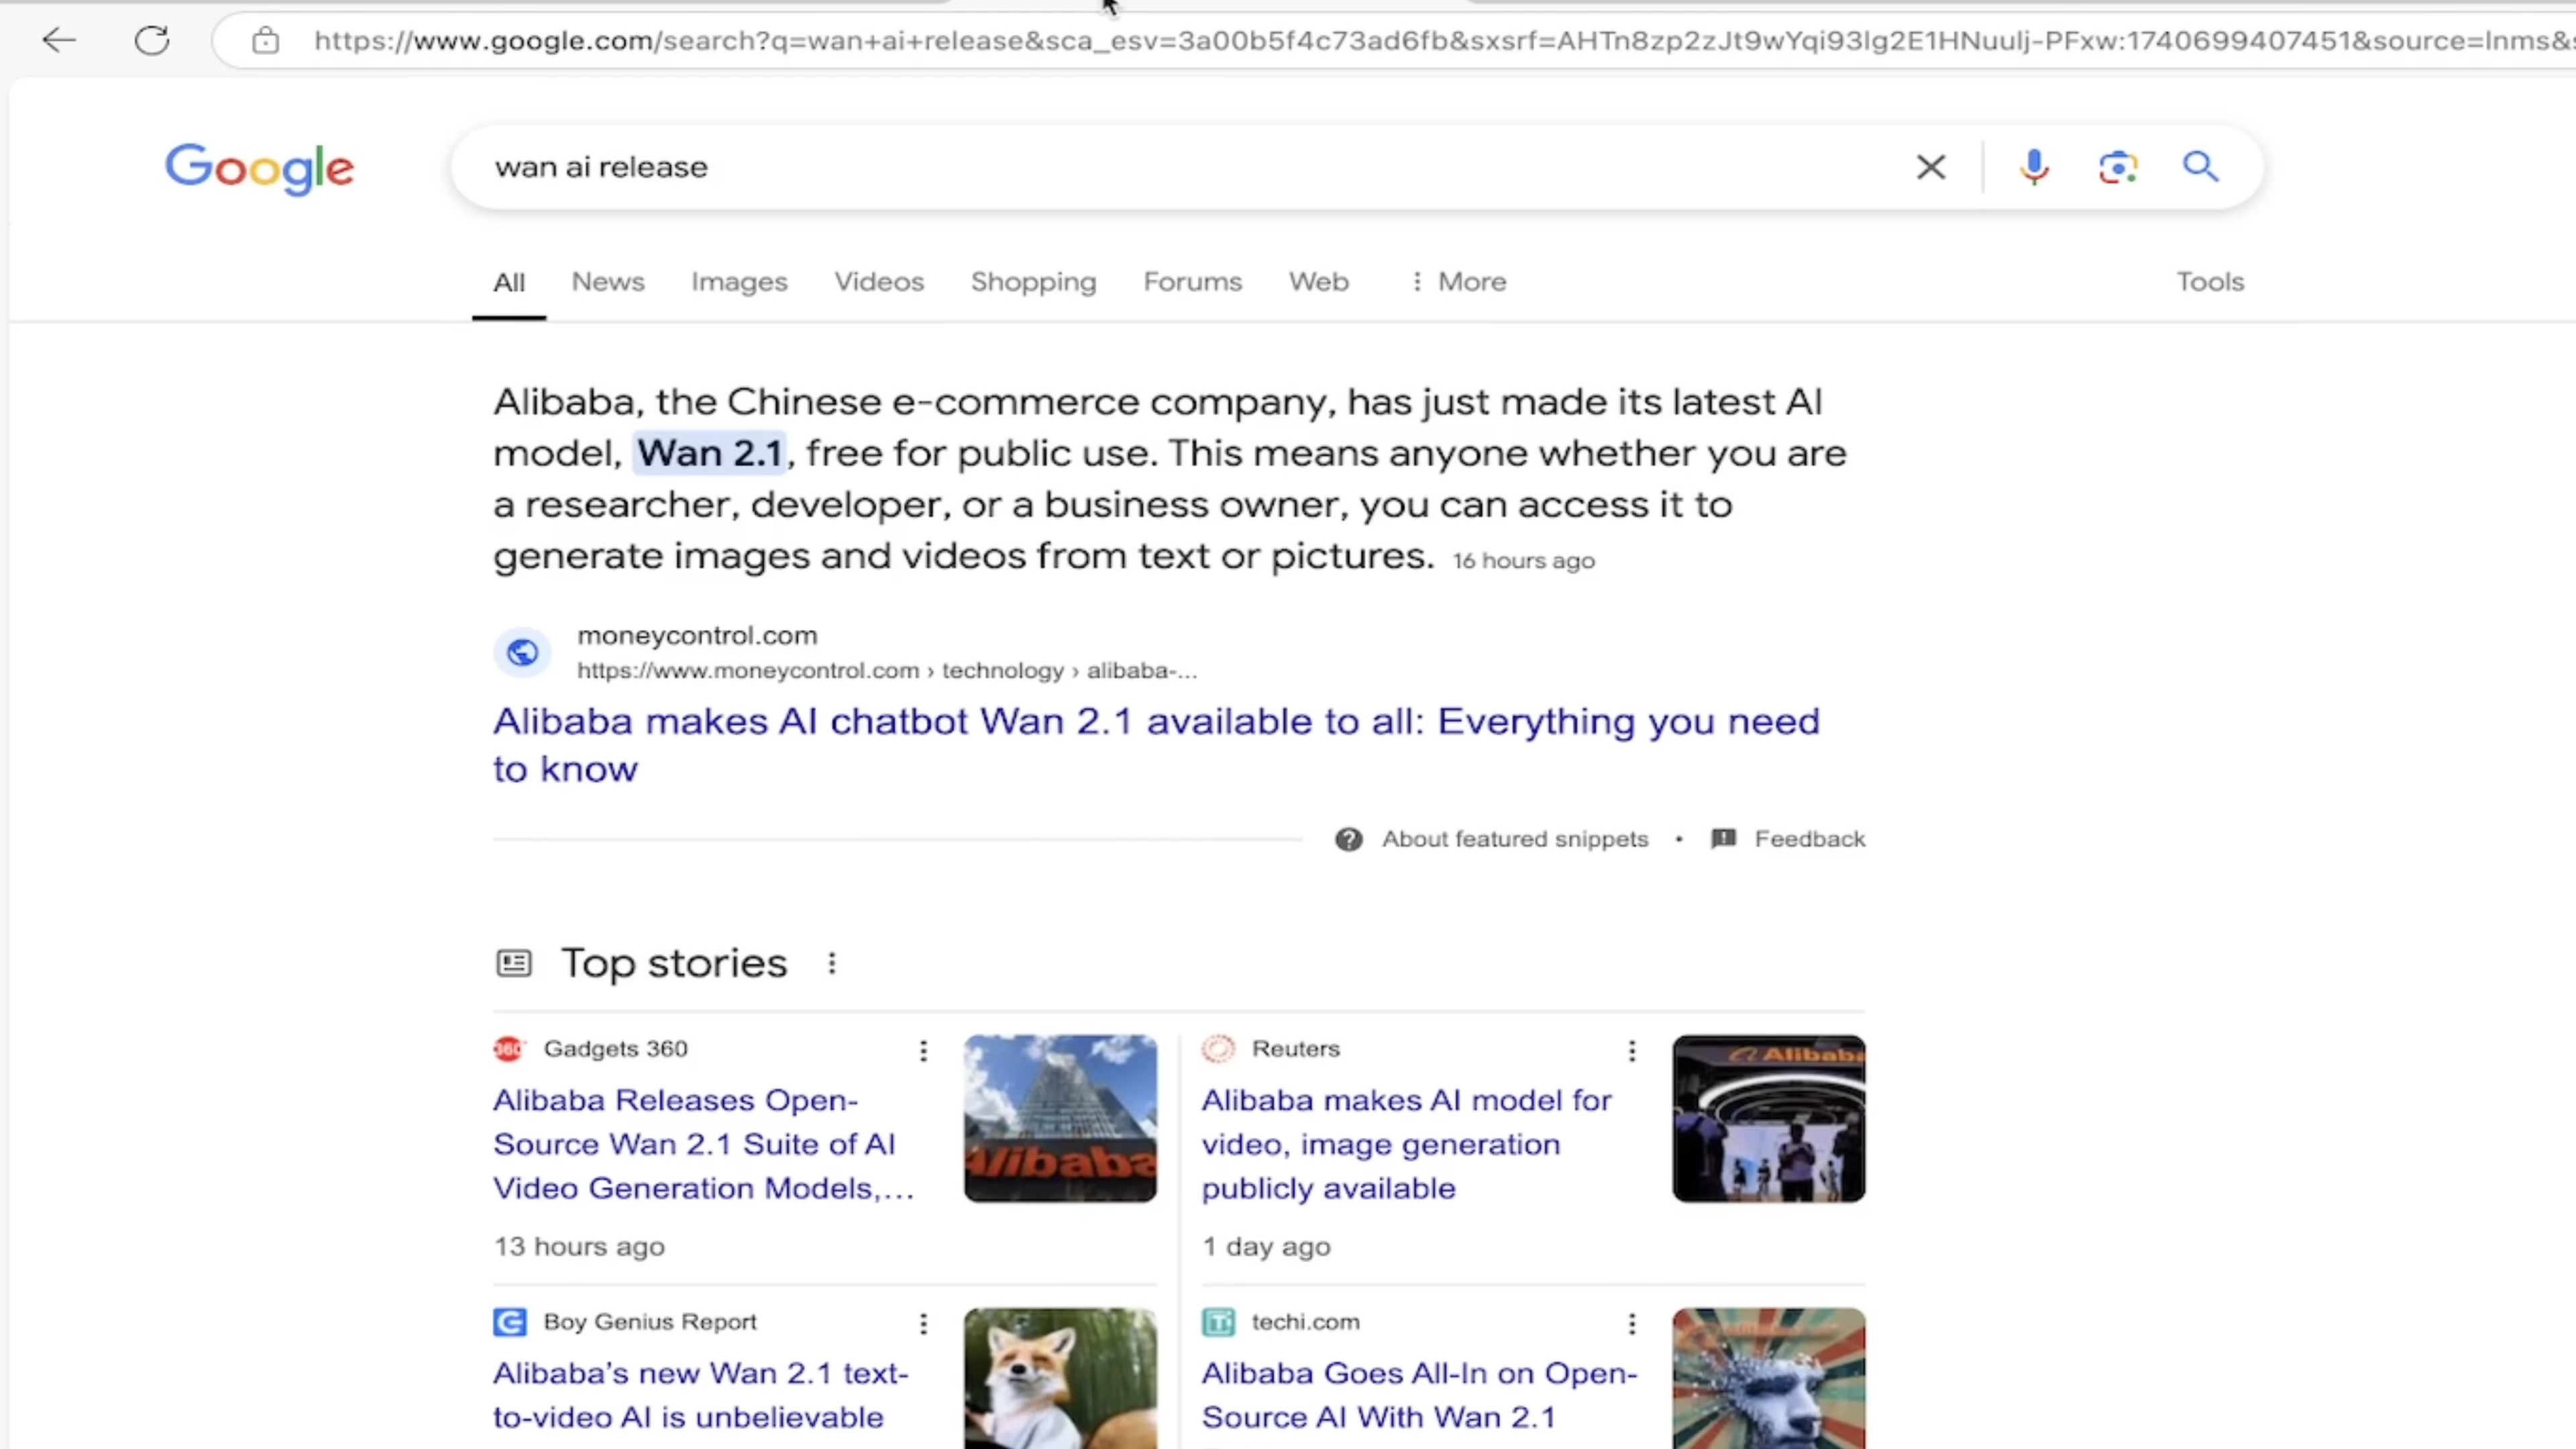 https://www.google.com/search?q=wan+ai+release&sca_esv=3a00b5f4c73ad6fb&sxsrf=AHTn8zp2zJt9wYqi93lg2E1HNuulj-PFxw:1740699407451&source=lnms&
Google
wan ai release
All News Images Videos Shopping Forums Web More Tools
Alibaba, the Chinese e-commerce company, has just made its latest AI
model, Wan 2.1, free for public use. This means anyone whether you are
a researcher, developer, or a business owner, you can access it to
generate images and videos from text or pictures. 16 hours ago
moneycontrol.com
https://www.moneycontrol.com › technology › alibaba-...
Alibaba makes AI chatbot Wan 2.1 available to all: Everything you need
to know
About featured snippets • Feedback
Top stories
360 Gadgets 360
Alibaba Releases Open-
Source Wan 2.1 Suite of AI
Video Generation Models,...
13 hours ago
Alibaba
Reuters
Alibaba makes AI model for
video, image generation
publicly available
1 day ago
Alibaba
Boy Genius Report
Alibaba's new Wan 2.1 text-
to-video AI is unbelievable
techi.com
Alibaba Goes All-In on Open-
Source AI With Wan 2.1